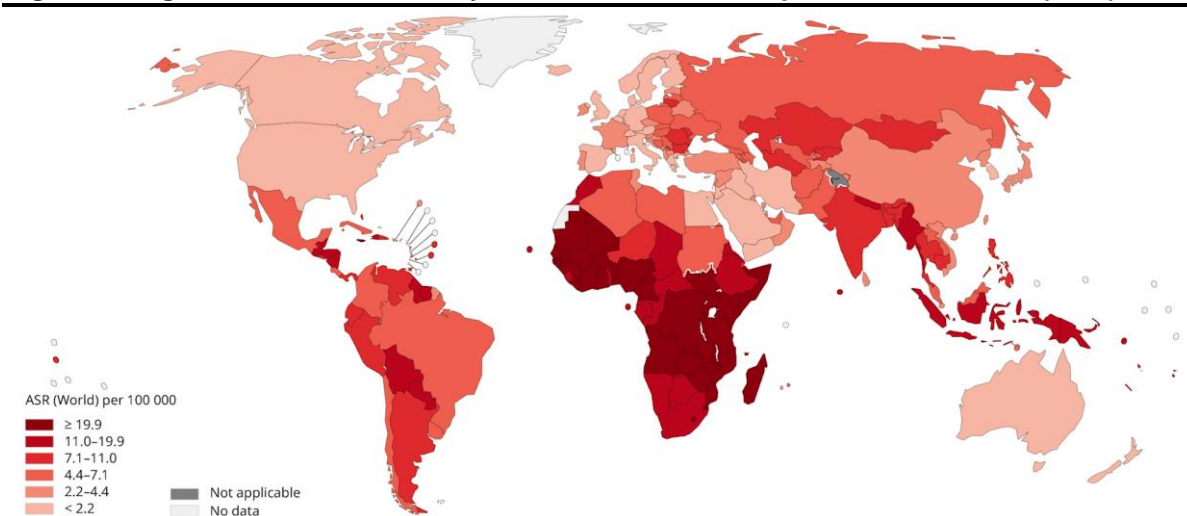 ASR (World) per 100 000
≥ 19.9
11.0–19.9
7.1–11.0
4.4–7.1
2.2–4.4
< 2.2
Not applicable
No data